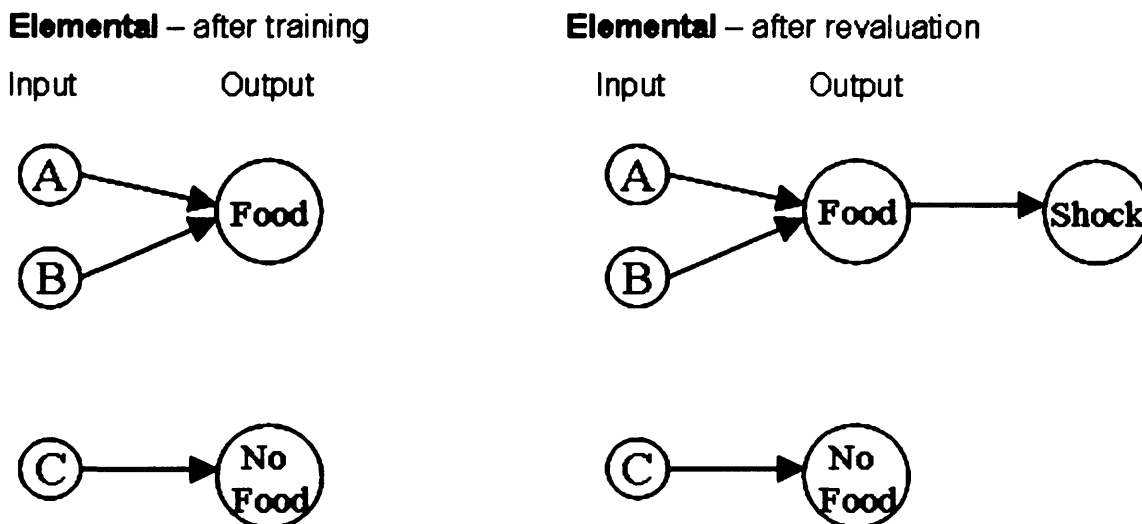 Elemental – after training
Input Output
A
Food
B
C
No
Food
Elemental – after revaluation
Input Output
A
Food
Shock
B
C
No
Food